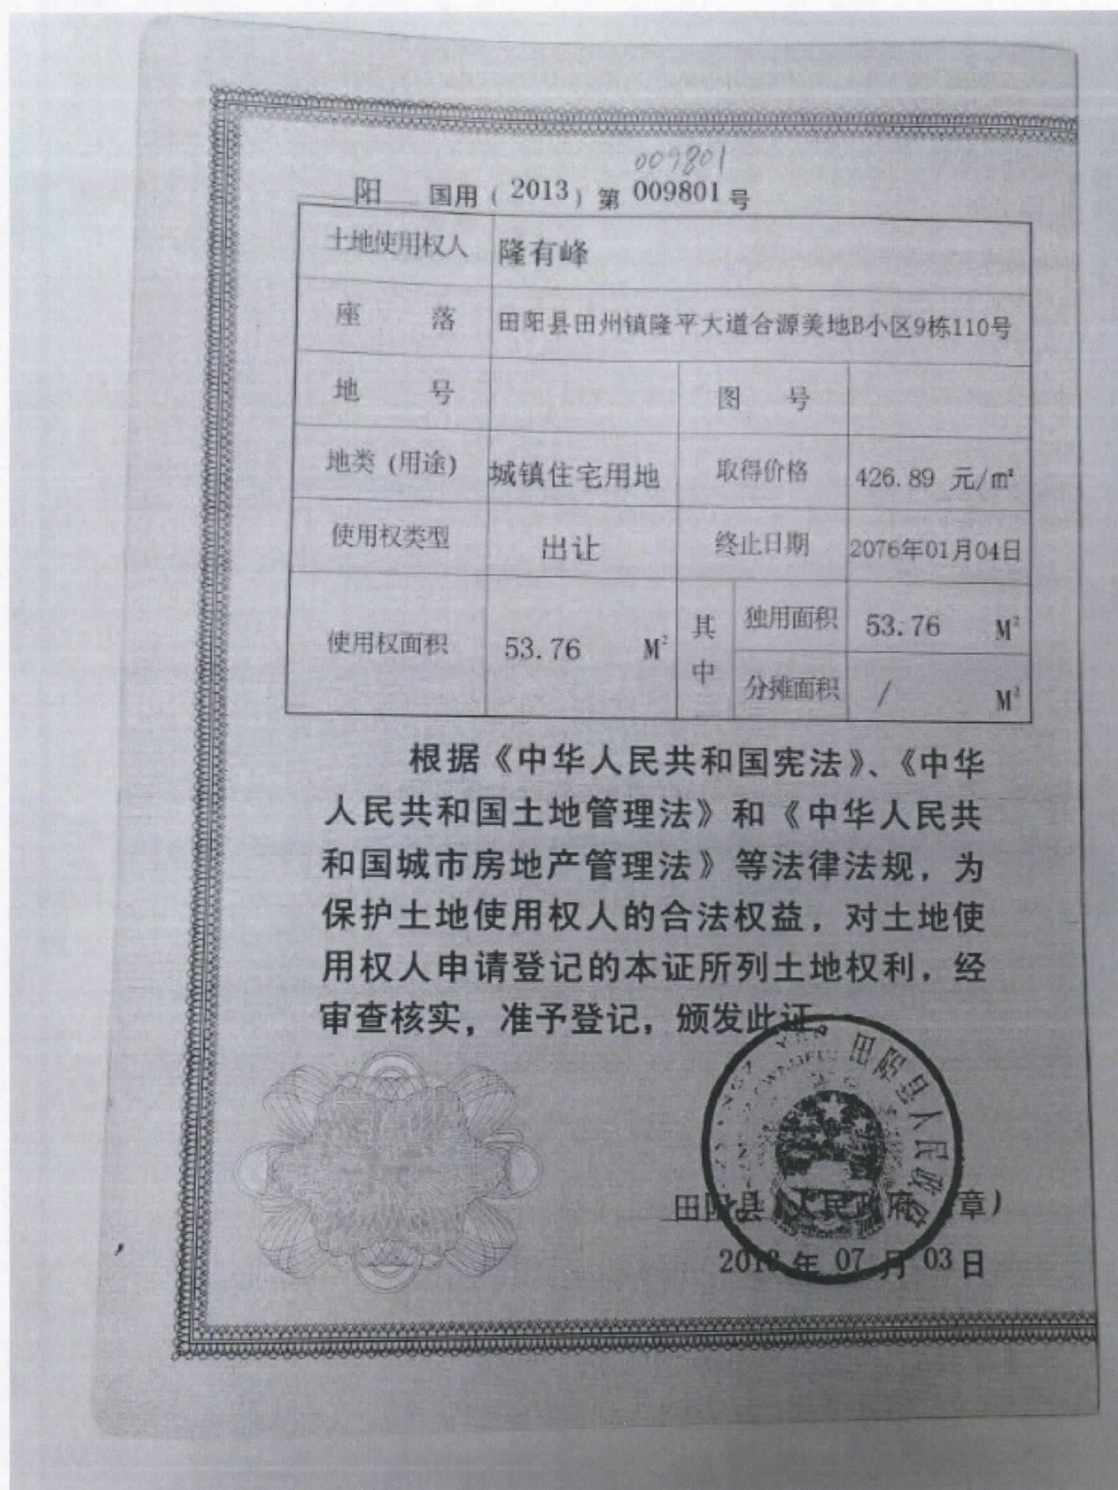 009801
阳 国用（2013）第 009801 号
土地使用权人 隆有峰
座 落 田阳县田州镇隆平大道合源美地B小区9栋110号
地 号 图 号
地类（用途） 城镇住宅用地 取得价格 426.89 元/㎡
使用权类型 出让 终止日期 2076年01月04日
使用权面积 53.76 M² 其中 独用面积 53.76 M²
分摊面积 / M²
根据《中华人民共和国宪法》、《中华
人民共和国土地管理法》和《中华人民共
和国城市房地产管理法》等法律法规，为
保护土地使用权人的合法权益，对土地使
用权人申请登记的本证所列土地权利，经
审查核实，准予登记，颁发此证。
田阳县人民政府
田阳县（人民政府 章）
2013 年 07 月 03 日